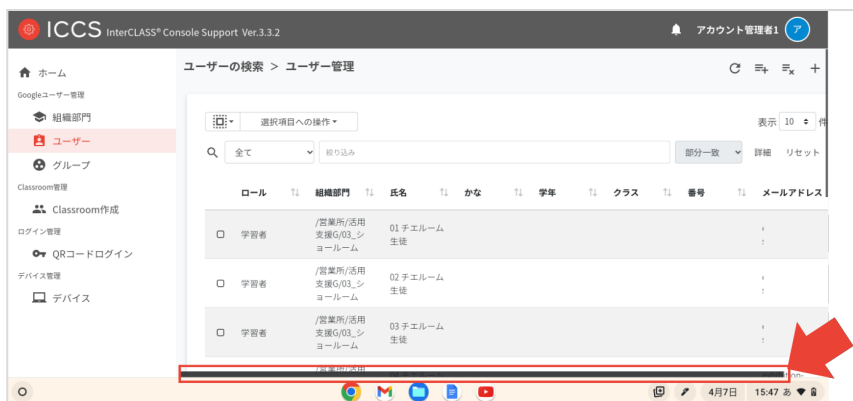 ICCS InterCLASS® Console Support Ver.3.3.2
アカウント管理者1 ア
ホーム
Googleユーザー管理
組織部門
ユーザー
グループ
Classroom管理
Classroom作成
ログイン管理
QRコードログイン
デバイス管理
デバイス
ユーザーの検索 > ユーザー管理
選択項目への操作
表示 10 件
全て 絞り込み 部分一致 詳細 リセット
ロール 組織部門 氏名 かな 学年 クラス 番号 メールアドレス
学習者
/営業所/活用
支援G/03_シ
ョールーム
01 チエルーム
生徒
学習者
/営業所/活用
支援G/03_シ
ョールーム
02 チエルーム
生徒
学習者
/営業所/活用
支援G/03_シ
ョールーム
03 チエルーム
生徒
/営業所/活用
4月7日 15:47 あ